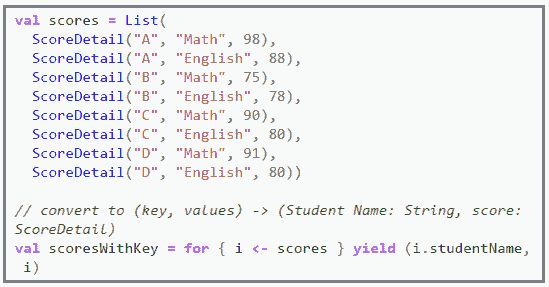 val scores = List(
  ScoreDetail("A", "Math", 98),
  ScoreDetail("A", "English", 88),
  ScoreDetail("B", "Math", 75),
  ScoreDetail("B", "English", 78),
  ScoreDetail("C", "Math", 90),
  ScoreDetail("C", "English", 80),
  ScoreDetail("D", "Math", 91),
  ScoreDetail("D", "English", 80))

// convert to (key, values) -> (Student Name: String, score:
ScoreDetail)
val scoresWithKey = for { i <- scores } yield (i.studentName,
 i)